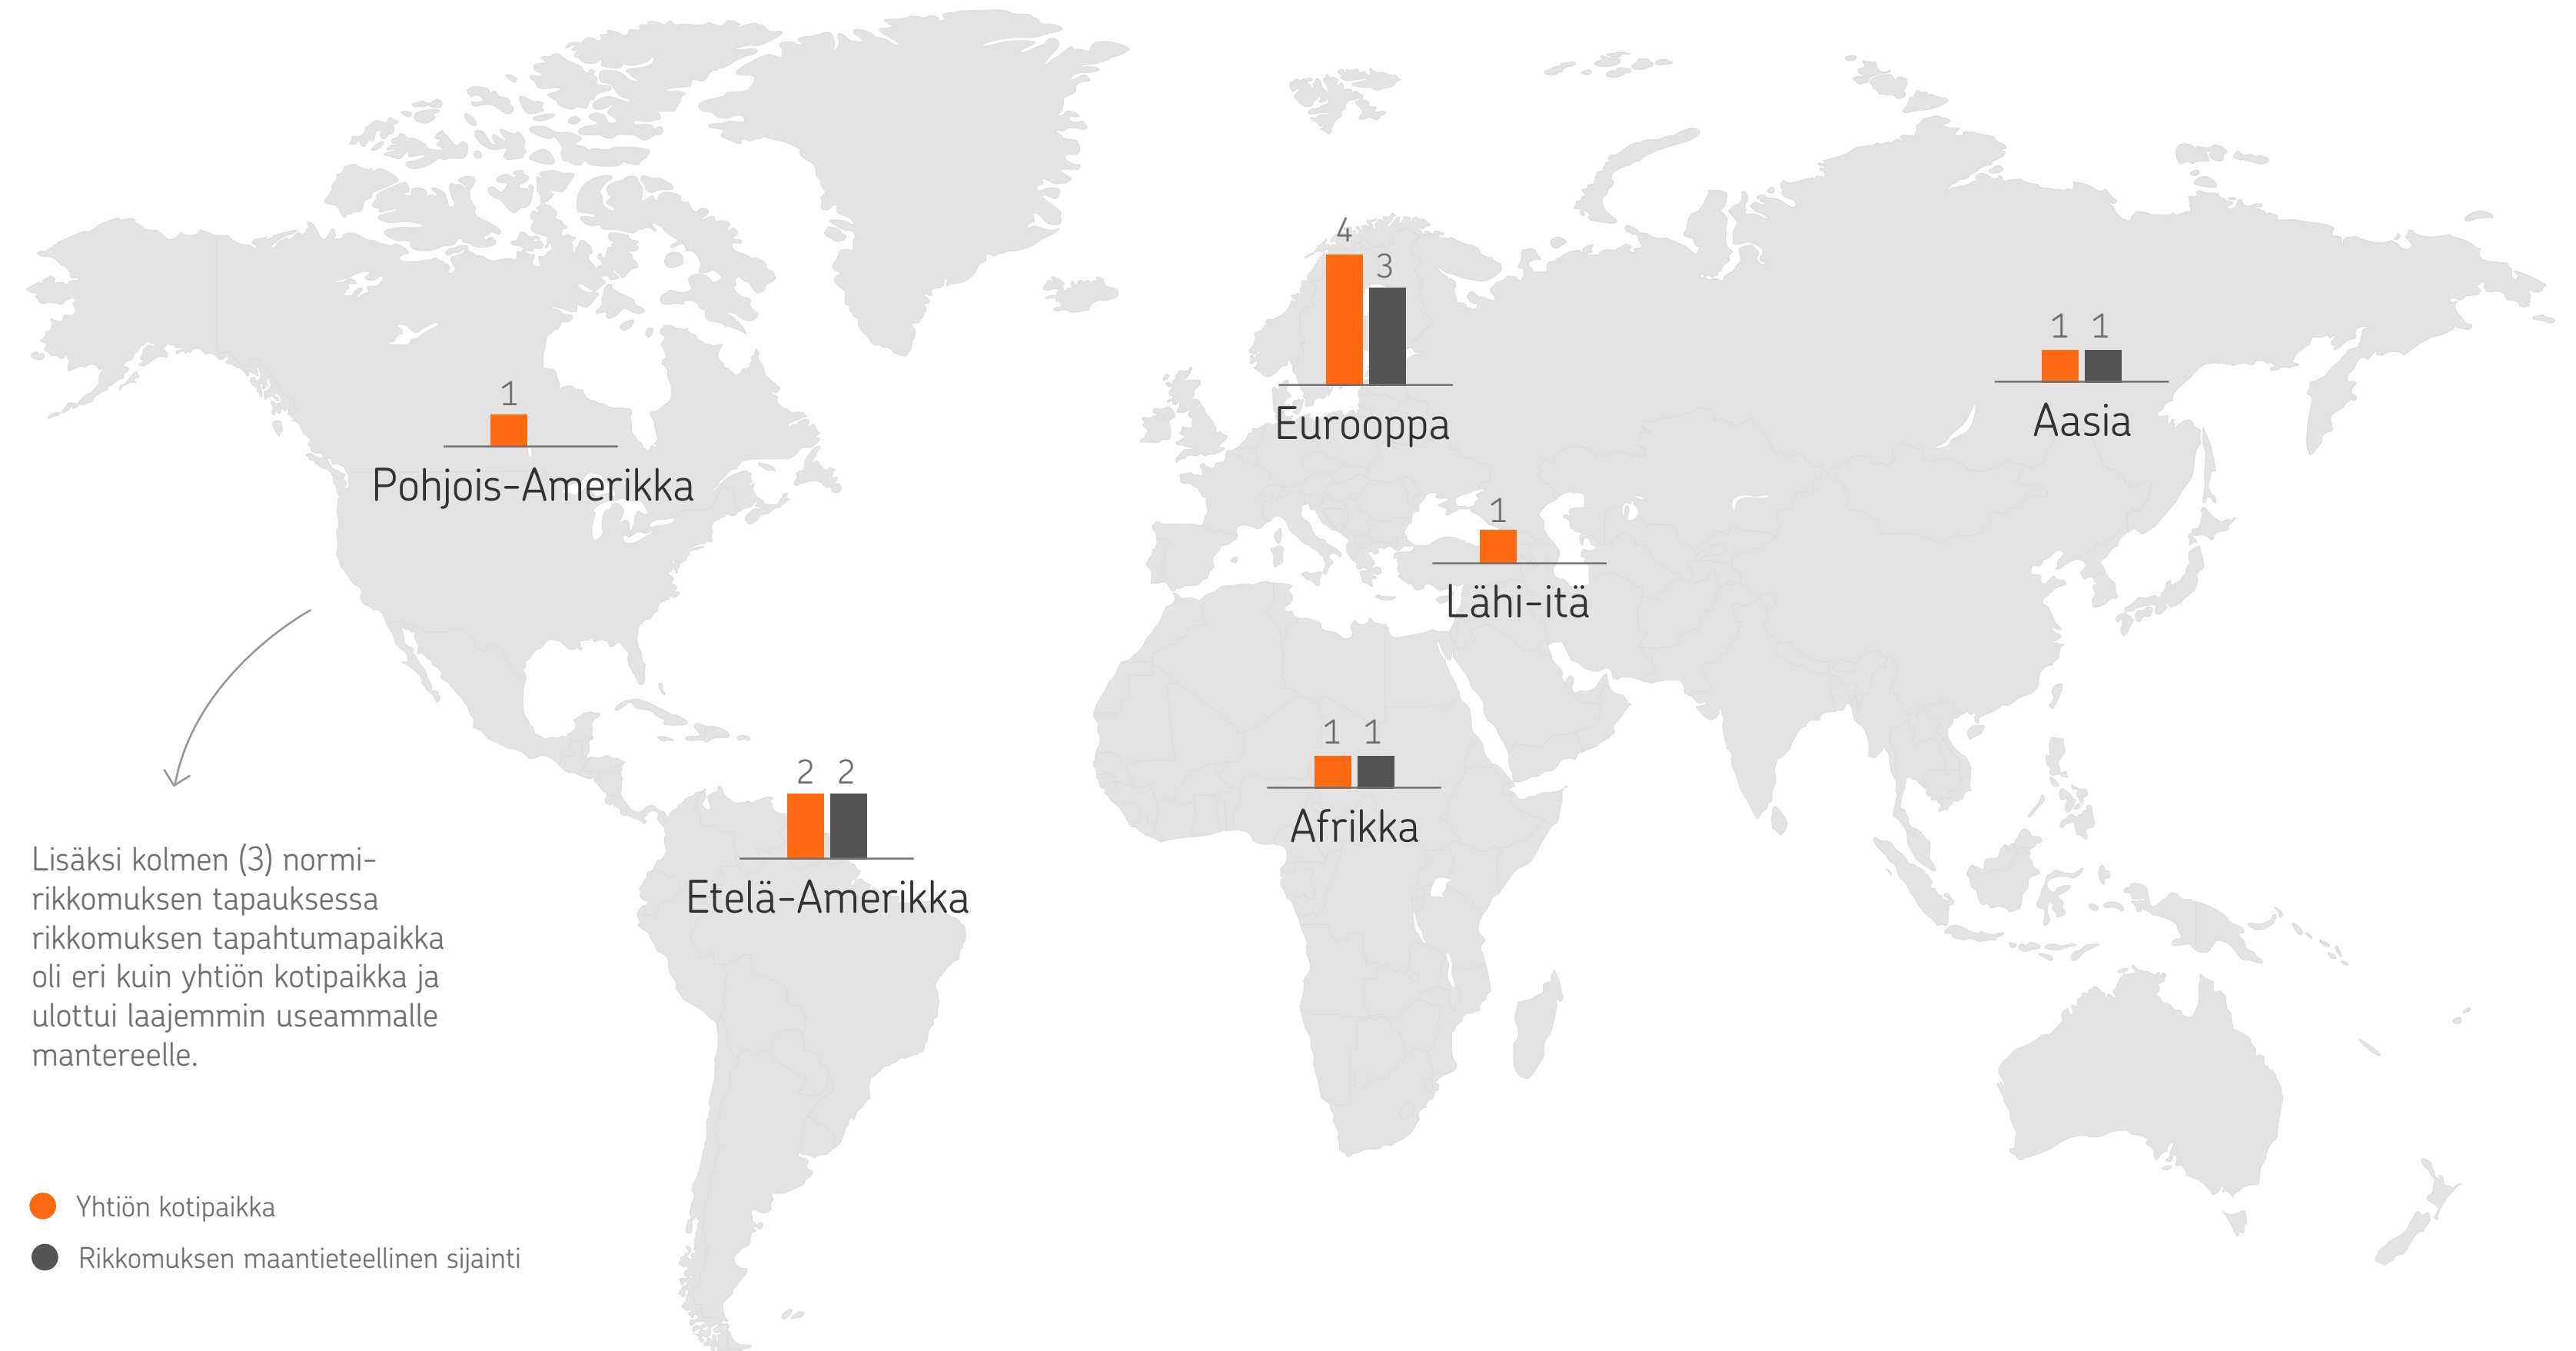 4
3
Eurooppa
1 1
Aasia
1
Pohjois-Amerikka
1
Lähi-itä
1 1
Afrikka
2 2
Etelä-Amerikka
Lisäksi kolmen (3) normi-
rikkomuksen tapauksessa
rikkomuksen tapahtumapaikka
oli eri kuin yhtiön kotipaikka ja
ulottui laajemmin useammalle
mantereelle.
Yhtiön kotipaikka
Rikkomuksen maantieteellinen sijainti